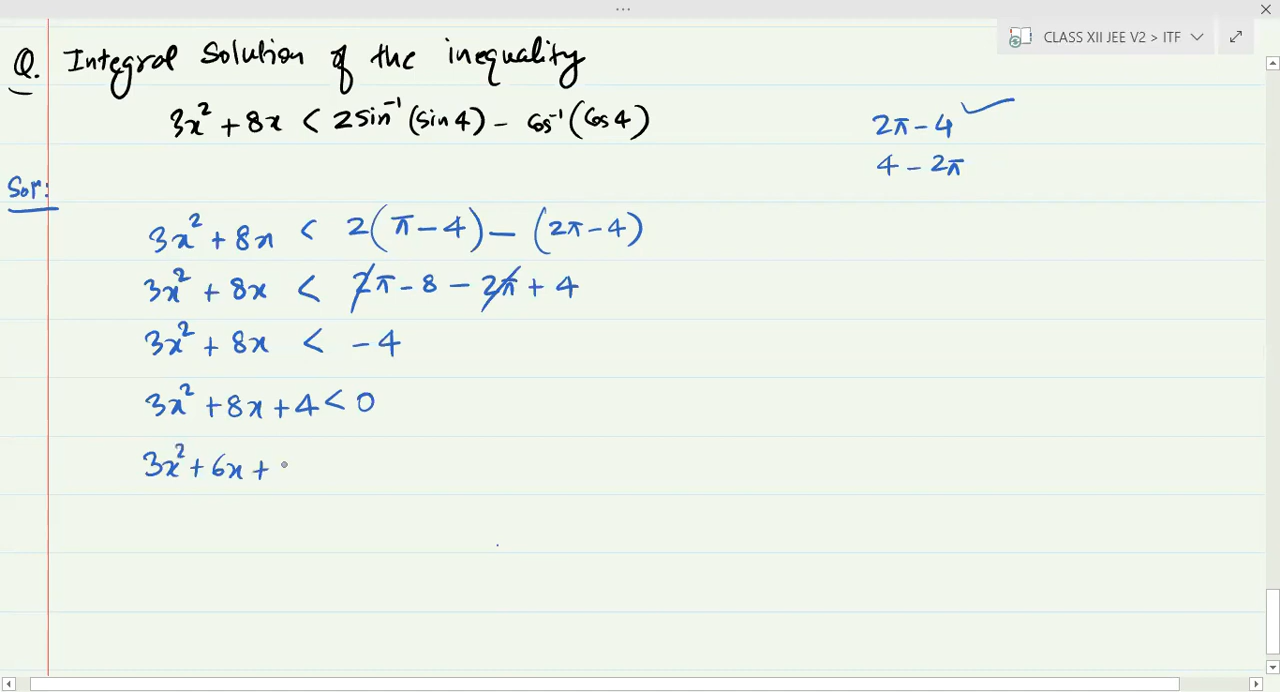 CLASS XII JEE V2 > ITF
Q. Integral Solution of the inequality
3x² + 8x < 2 sin⁻¹(sin 4) − cos⁻¹(cos 4)
2π − 4 ✓
4 − 2π
Sol:
3x² + 8x < 2(π − 4) − (2π − 4)
3x² + 8x < 2π − 8 − 2π + 4
3x² + 8x < −4
3x² + 8x + 4 < 0
3x² + 6x +